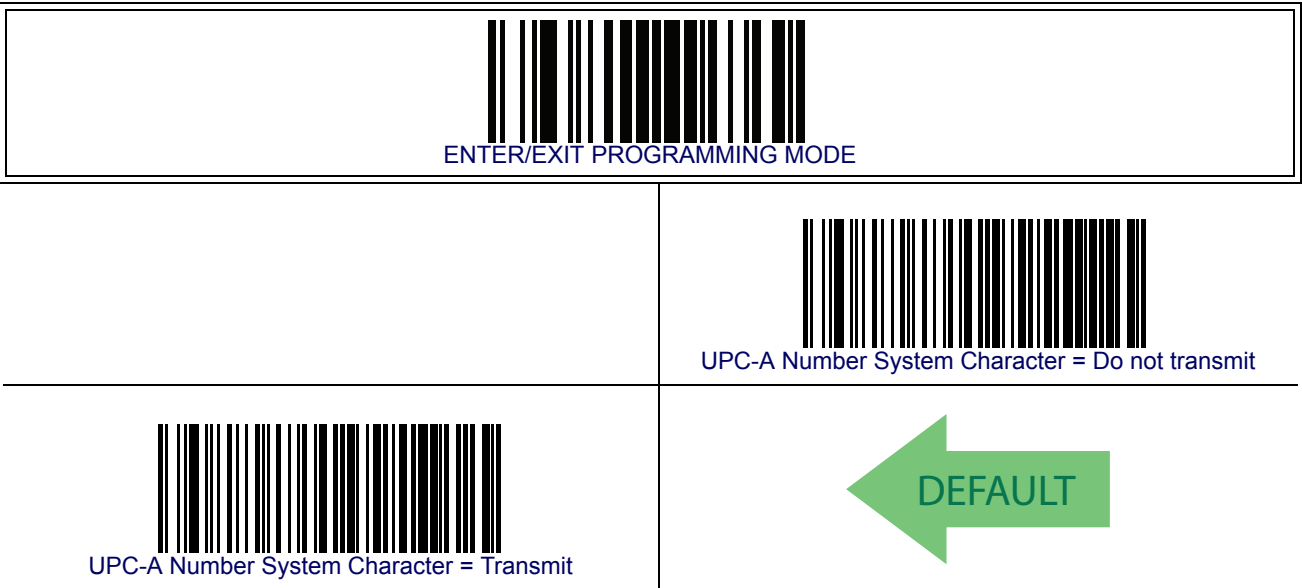 ENTER/EXIT PROGRAMMING MODE
UPC-A Number System Character = Do not transmit
UPC-A Number System Character = Transmit
DEFAULT